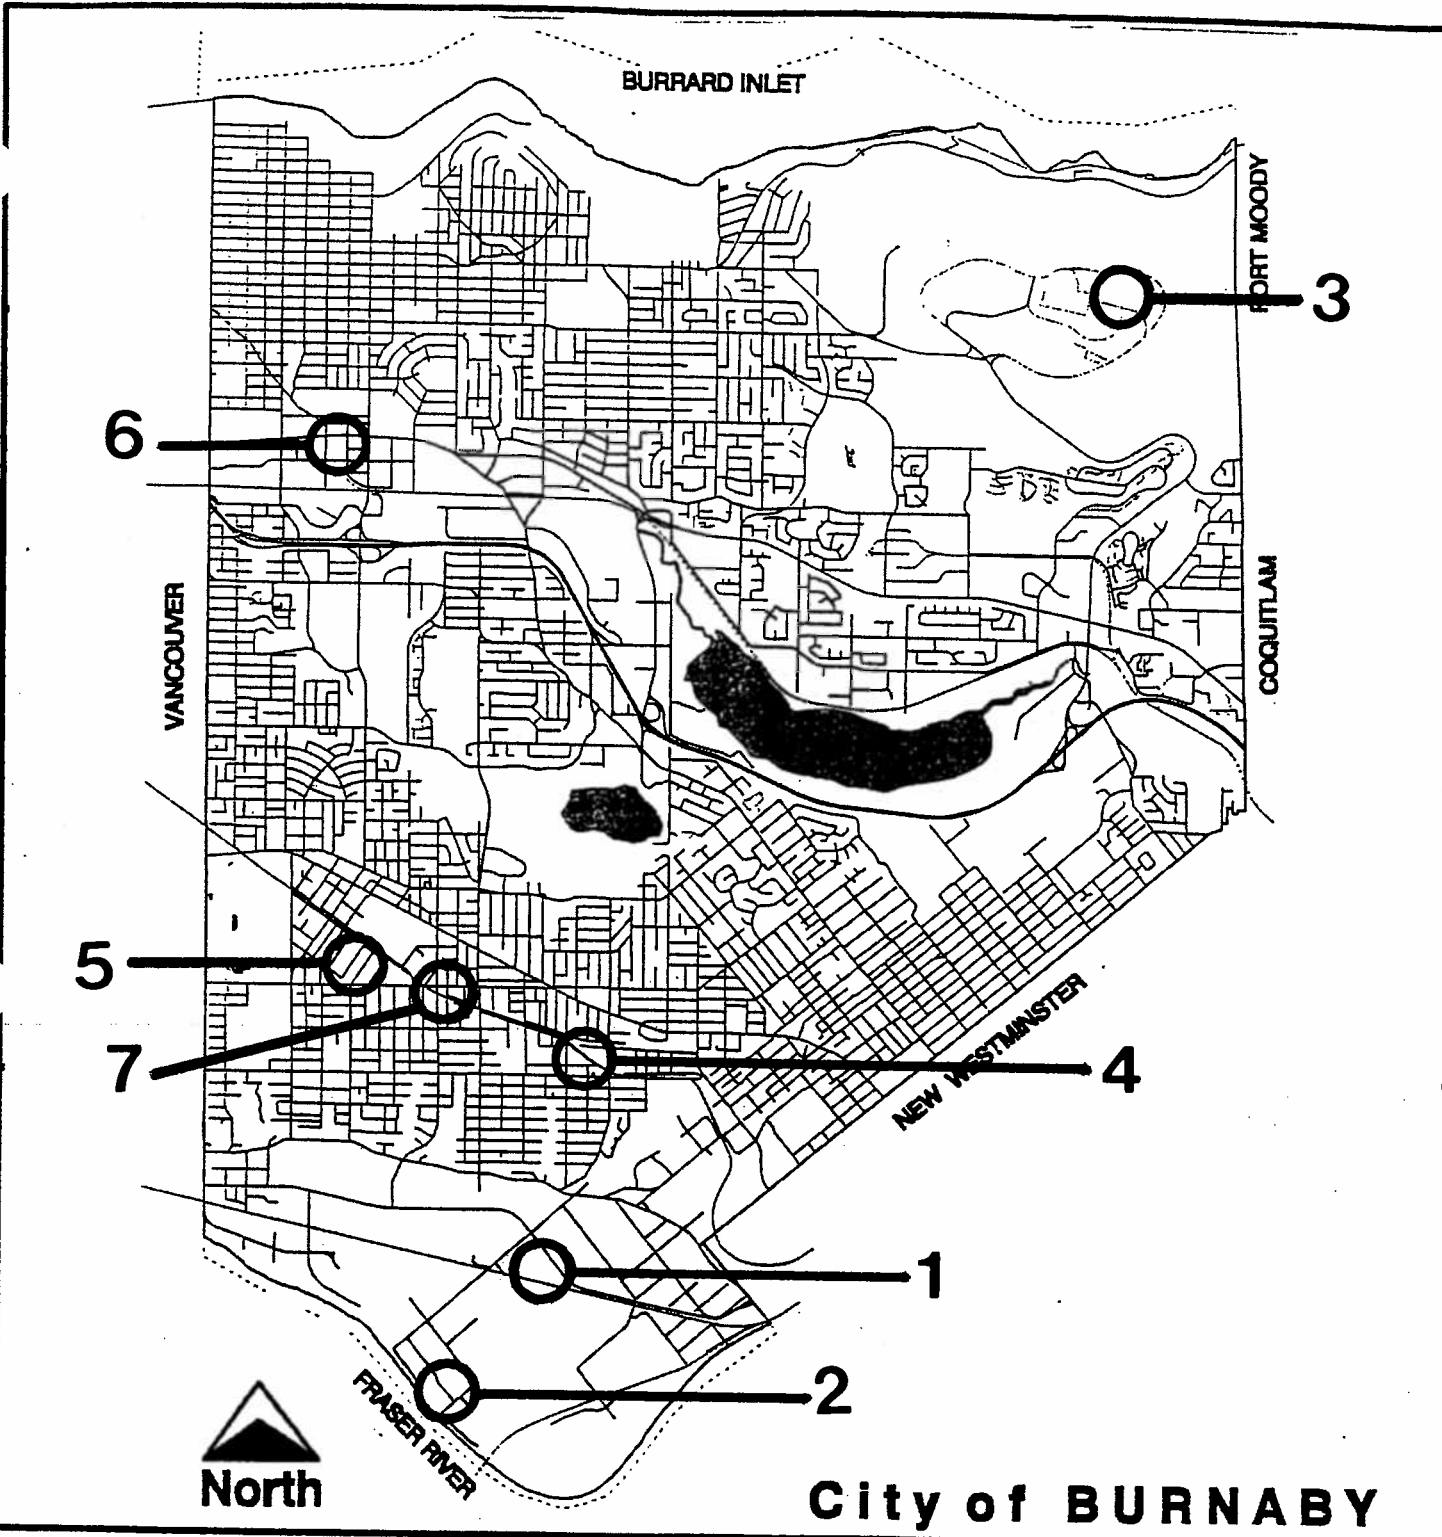 BURRARD INLET
PORT MOODY
3
6
VANCOUVER
COQUITLAM
5
7
4
NEW WESTMINSTER
1
2
FRASER RIVER
North
City of BURNABY